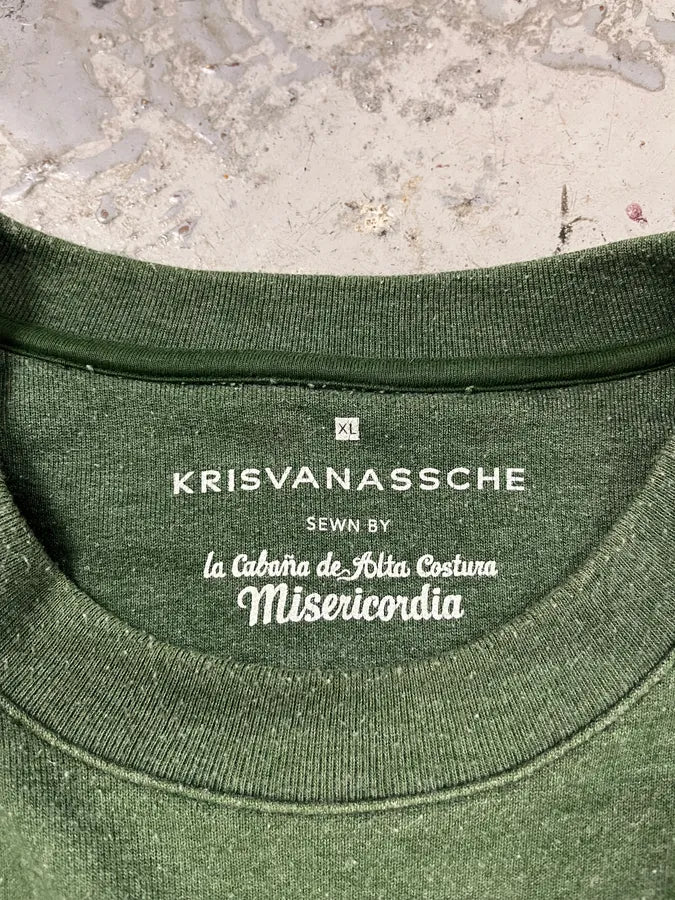 XL
KRISVANASSCHE
SEWN BY
la Cabaña de Alta Costura
Misericordia